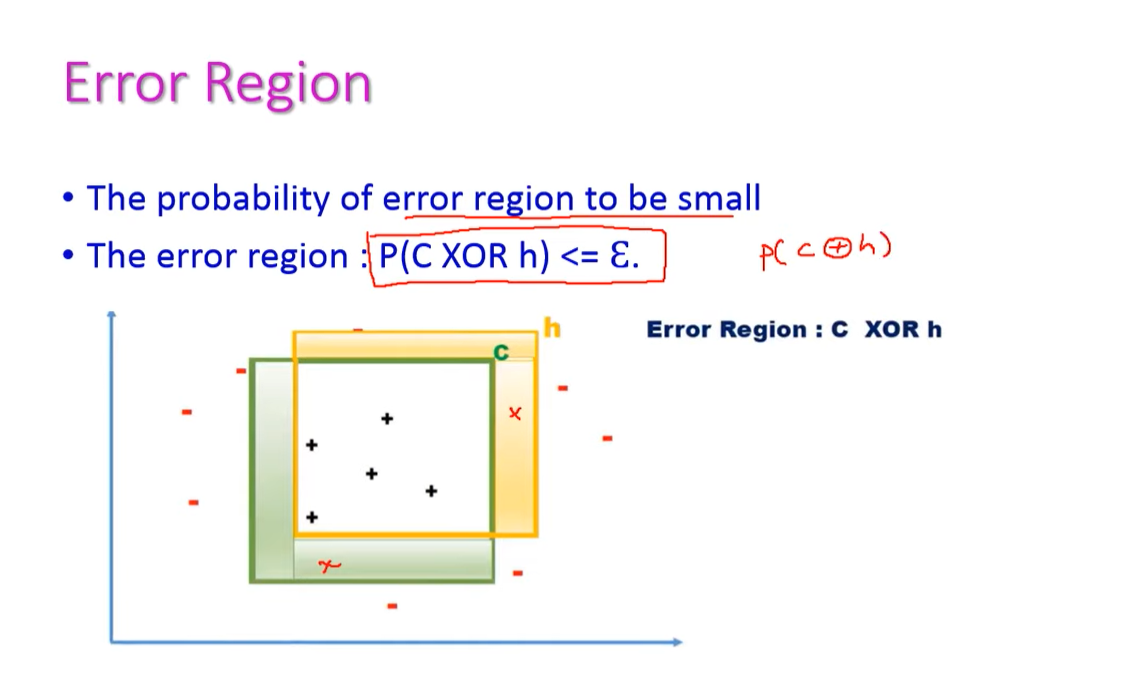 Error Region
• The probability of error region to be small
• The error region : P(C XOR h) <= Ɛ.
P( C ⊕ h )
h
Error Region : C XOR h
C
-
-
-
-
-
-
-
-
-
+
+
+
+
+
x
x